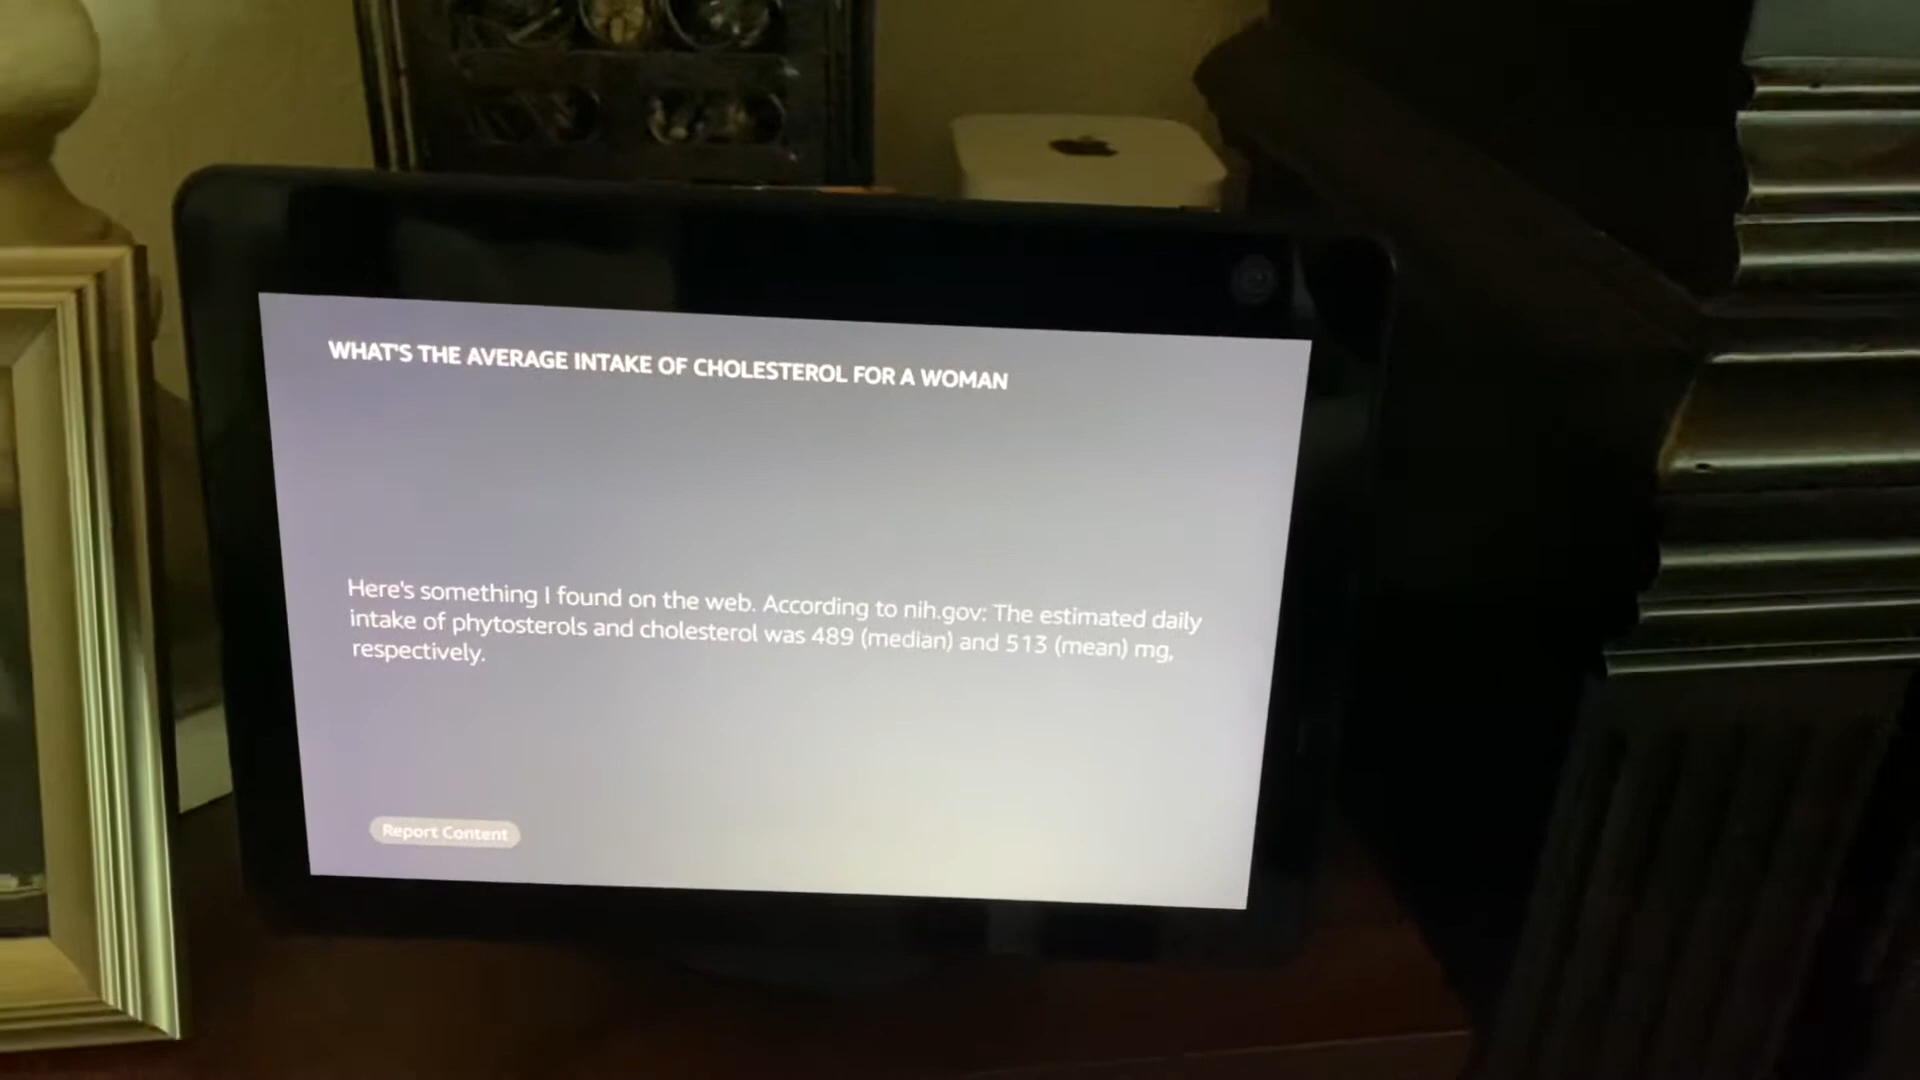 WHAT'S THE AVERAGE INTAKE OF CHOLESTEROL FOR A WOMAN
Here's something I found on the web. According to nih.gov: The estimated daily
intake of phytosterols and cholesterol was 489 (median) and 513 (mean) mg,
respectively.
Report Content